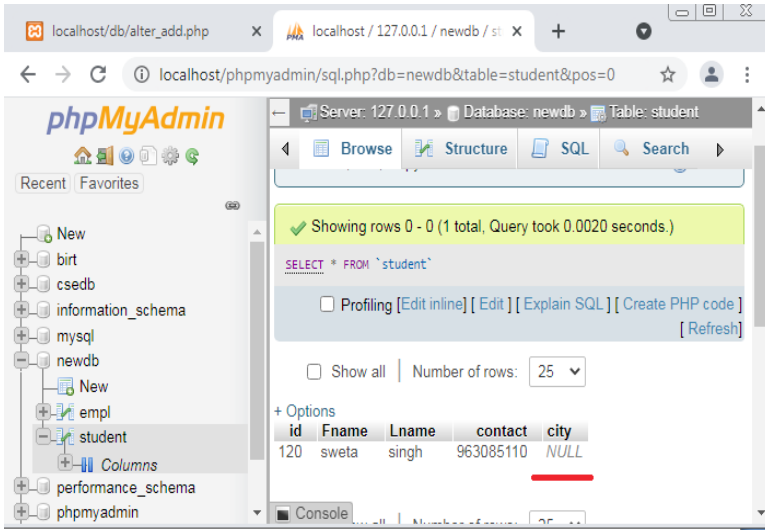 localhost/db/alter_add.php
localhost / 127.0.0.1 / newdb / st
localhost/phpmyadmin/sql.php?db=newdb&table=student&pos=0
phpMyAdmin
Recent Favorites
New
birt
csedb
information_schema
mysql
newdb
New
empl
student
Columns
performance_schema
phpmyadmin
Server: 127.0.0.1 » Database: newdb » Table: student
Browse Structure SQL Search
Showing rows 0 - 0 (1 total, Query took 0.0020 seconds.)
SELECT * FROM `student`
Profiling [Edit inline] [ Edit ] [ Explain SQL ] [ Create PHP code ]
[ Refresh]
Show all Number of rows: 25
+ Options
id Fname Lname contact city
120 sweta singh 963085110 NULL
Console